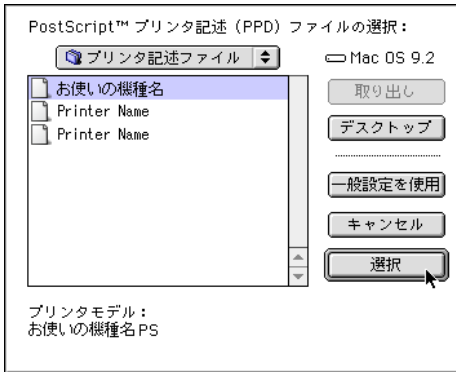 PostScript™ プリンタ記述（PPD）ファイルの選択：
プリンタ記述ファイル
Mac OS 9.2
お使いの機種名
Printer Name
Printer Name
取り出し
デスクトップ
一般設定を使用
キャンセル
選択
プリンタモデル：
お使いの機種名PS